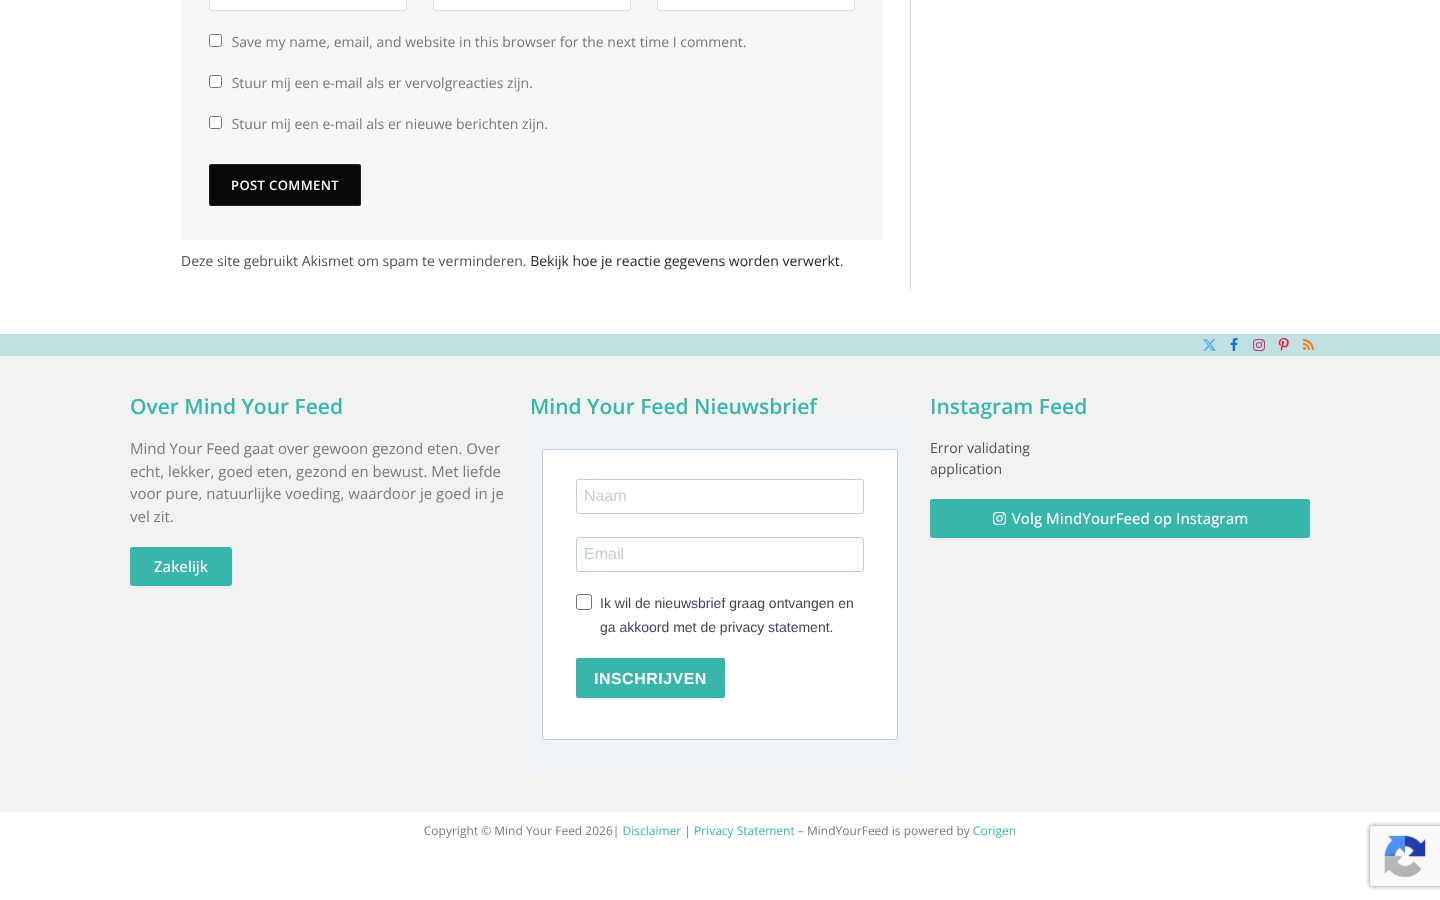 Save my name, email, and website in this browser for the next time I comment.
Stuur mij een e-mail als er vervolgreacties zijn.
Stuur mij een e-mail als er nieuwe berichten zijn.
POST COMMENT
Deze site gebruikt Akismet om spam te verminderen. Bekijk hoe je reactie gegevens worden verwerkt.
Over Mind Your Feed
Mind Your Feed gaat over gewoon gezond eten. Over
echt, lekker, goed eten, gezond en bewust. Met liefde
voor pure, natuurlijke voeding, waardoor je goed in je
vel zit.
Zakelijk
Mind Your Feed Nieuwsbrief
Naam
Email
Ik wil de nieuwsbrief graag ontvangen en
ga akkoord met de privacy statement.
INSCHRIJVEN
Instagram Feed
Error validating
application
Volg MindYourFeed op Instagram
Copyright © Mind Your Feed 2026| Disclaimer | Privacy Statement – MindYourFeed is powered by Corigen